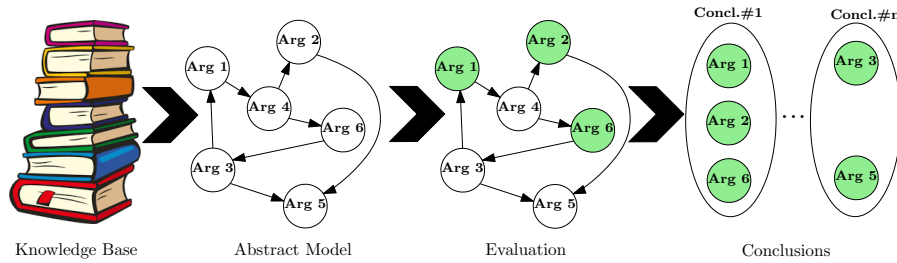 Concl.#1
Concl.#n
Arg 1
Arg 2
Arg 4
Arg 6
Arg 3
Arg 5
Arg 1
Arg 2
Arg 4
Arg 6
Arg 3
Arg 5
Arg 1
Arg 2
Arg 6
...
Arg 3
Arg 5
Knowledge Base
Abstract Model
Evaluation
Conclusions